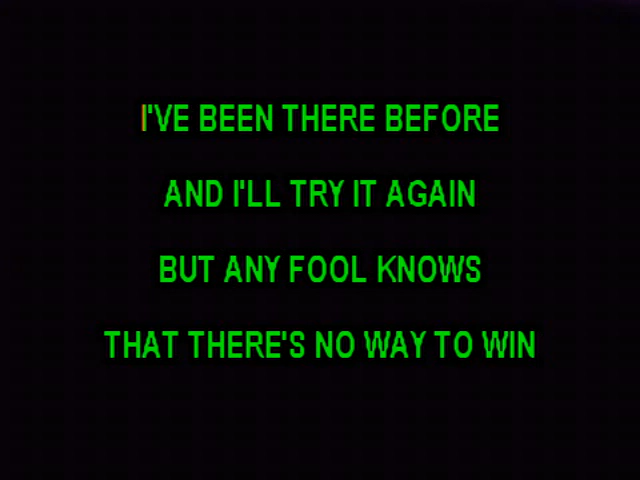 I'VE BEEN THERE BEFORE
AND I'LL TRY IT AGAIN
BUT ANY FOOL KNOWS
THAT THERE'S NO WAY TO WIN